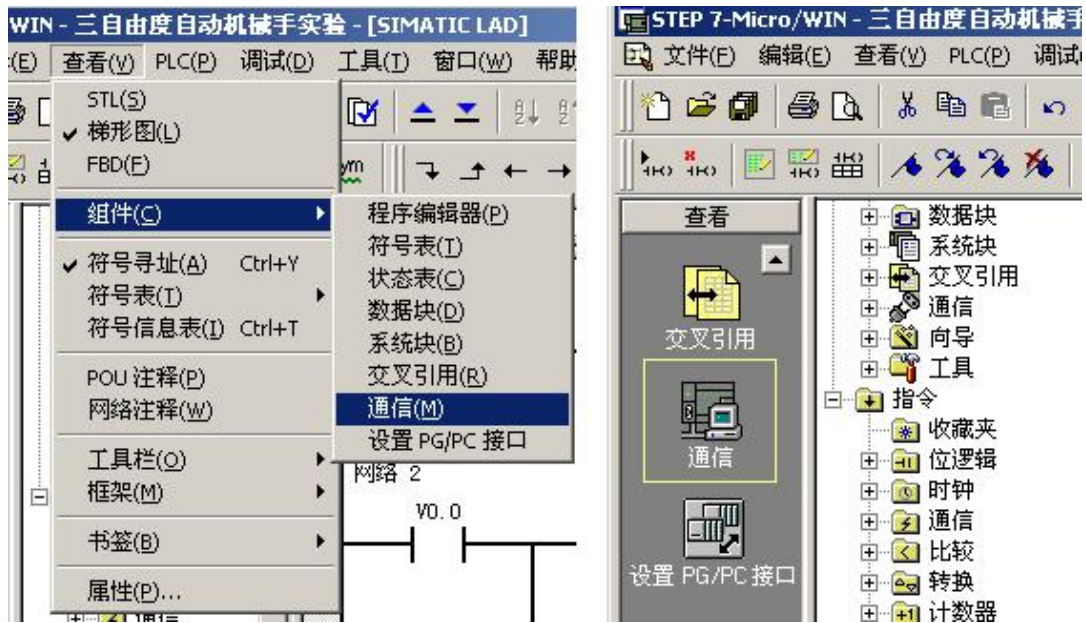 WIN - 三自由度自动机械手实验 - [SIMATIC LAD]
(E) 查看(V) PLC(P) 调试(D) 工具(T) 窗口(W) 帮助
STL(S)
梯形图(L)
FBD(F)
组件(C)
符号寻址(A) Ctrl+Y
符号表(T)
符号信息表(I) Ctrl+T
POU 注释(P)
网络注释(W)
工具栏(O)
框架(M)
书签(B)
属性(P)...
程序编辑器(P)
符号表(T)
状态表(C)
数据块(D)
系统块(B)
交叉引用(R)
通信(M)
设置 PG/PC 接口
网络 2
V0.0
STEP 7-Micro/WIN - 三自由度自动机械手
文件(F) 编辑(E) 查看(V) PLC(P) 调试
查看
交叉引用
通信
设置 PG/PC 接口
数据块
系统块
交叉引用
通信
向导
工具
指令
收藏夹
位逻辑
时钟
通信
比较
转换
计数器